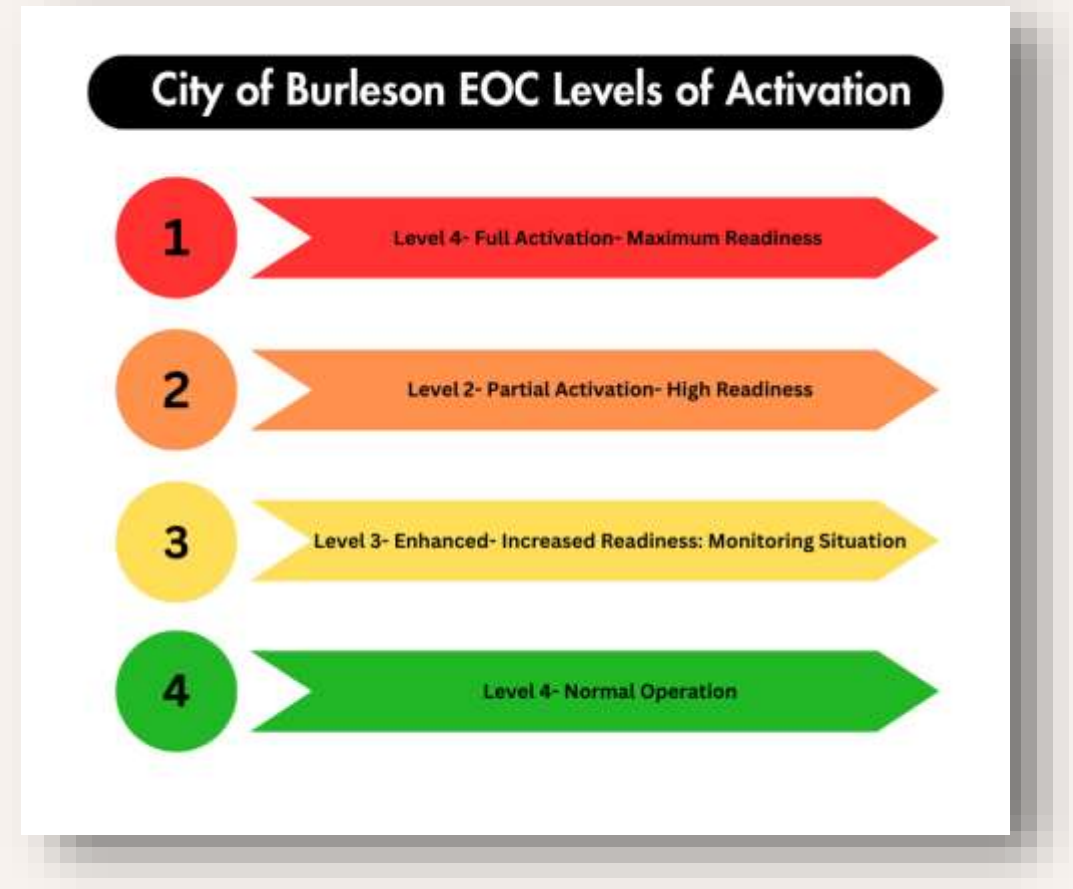 City of Burleson EOC Levels of Activation
1
Level 4- Full Activation- Maximum Readiness
2
Level 2- Partial Activation- High Readiness
3
Level 3- Enhanced- Increased Readiness: Monitoring Situation
4
Level 4- Normal Operation